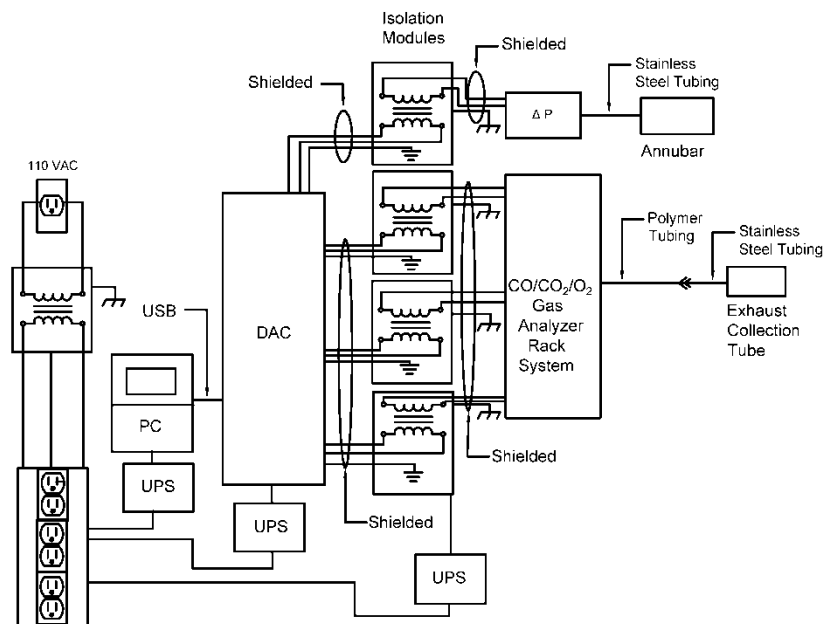 Isolation
Modules
Shielded
Stainless
Steel Tubing
Shielded
Δ P
Annubar
110 VAC
Polymer
Tubing
Stainless
Steel Tubing
USB
DAC
CO/CO₂/O₂
Gas
Analyzer
Rack
System
Exhaust
Collection
Tube
PC
Shielded
UPS
UPS
Shielded
UPS